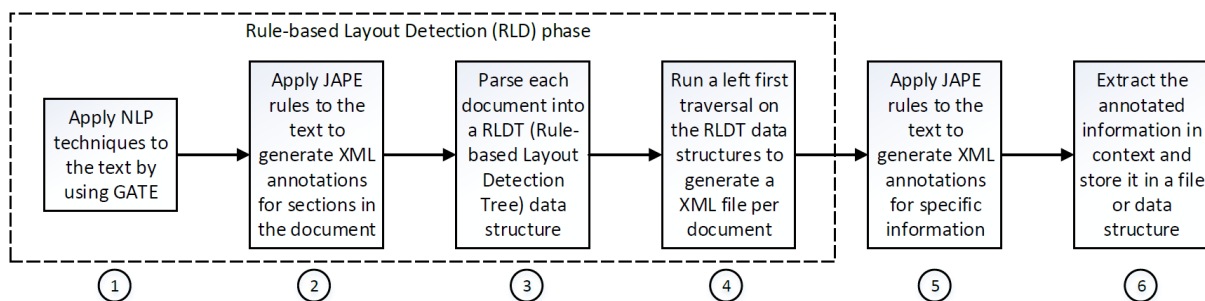 Rule-based Layout Detection (RLD) phase
Apply NLP
techniques to
the text by
using GATE
Apply JAPE
rules to the
text to
generate XML
annotations
for sections in
the document
Parse each
document into
a RLDT (Rule-
based Layout
Detection
Tree) data
structure
Run a left first
traversal on
the RLDT data
structures to
generate a
XML file per
document
Apply JAPE
rules to the
text to
generate XML
annotations
for specific
information
Extract the
annotated
information in
context and
store it in a file
or data
structure
1
2
3
4
5
6